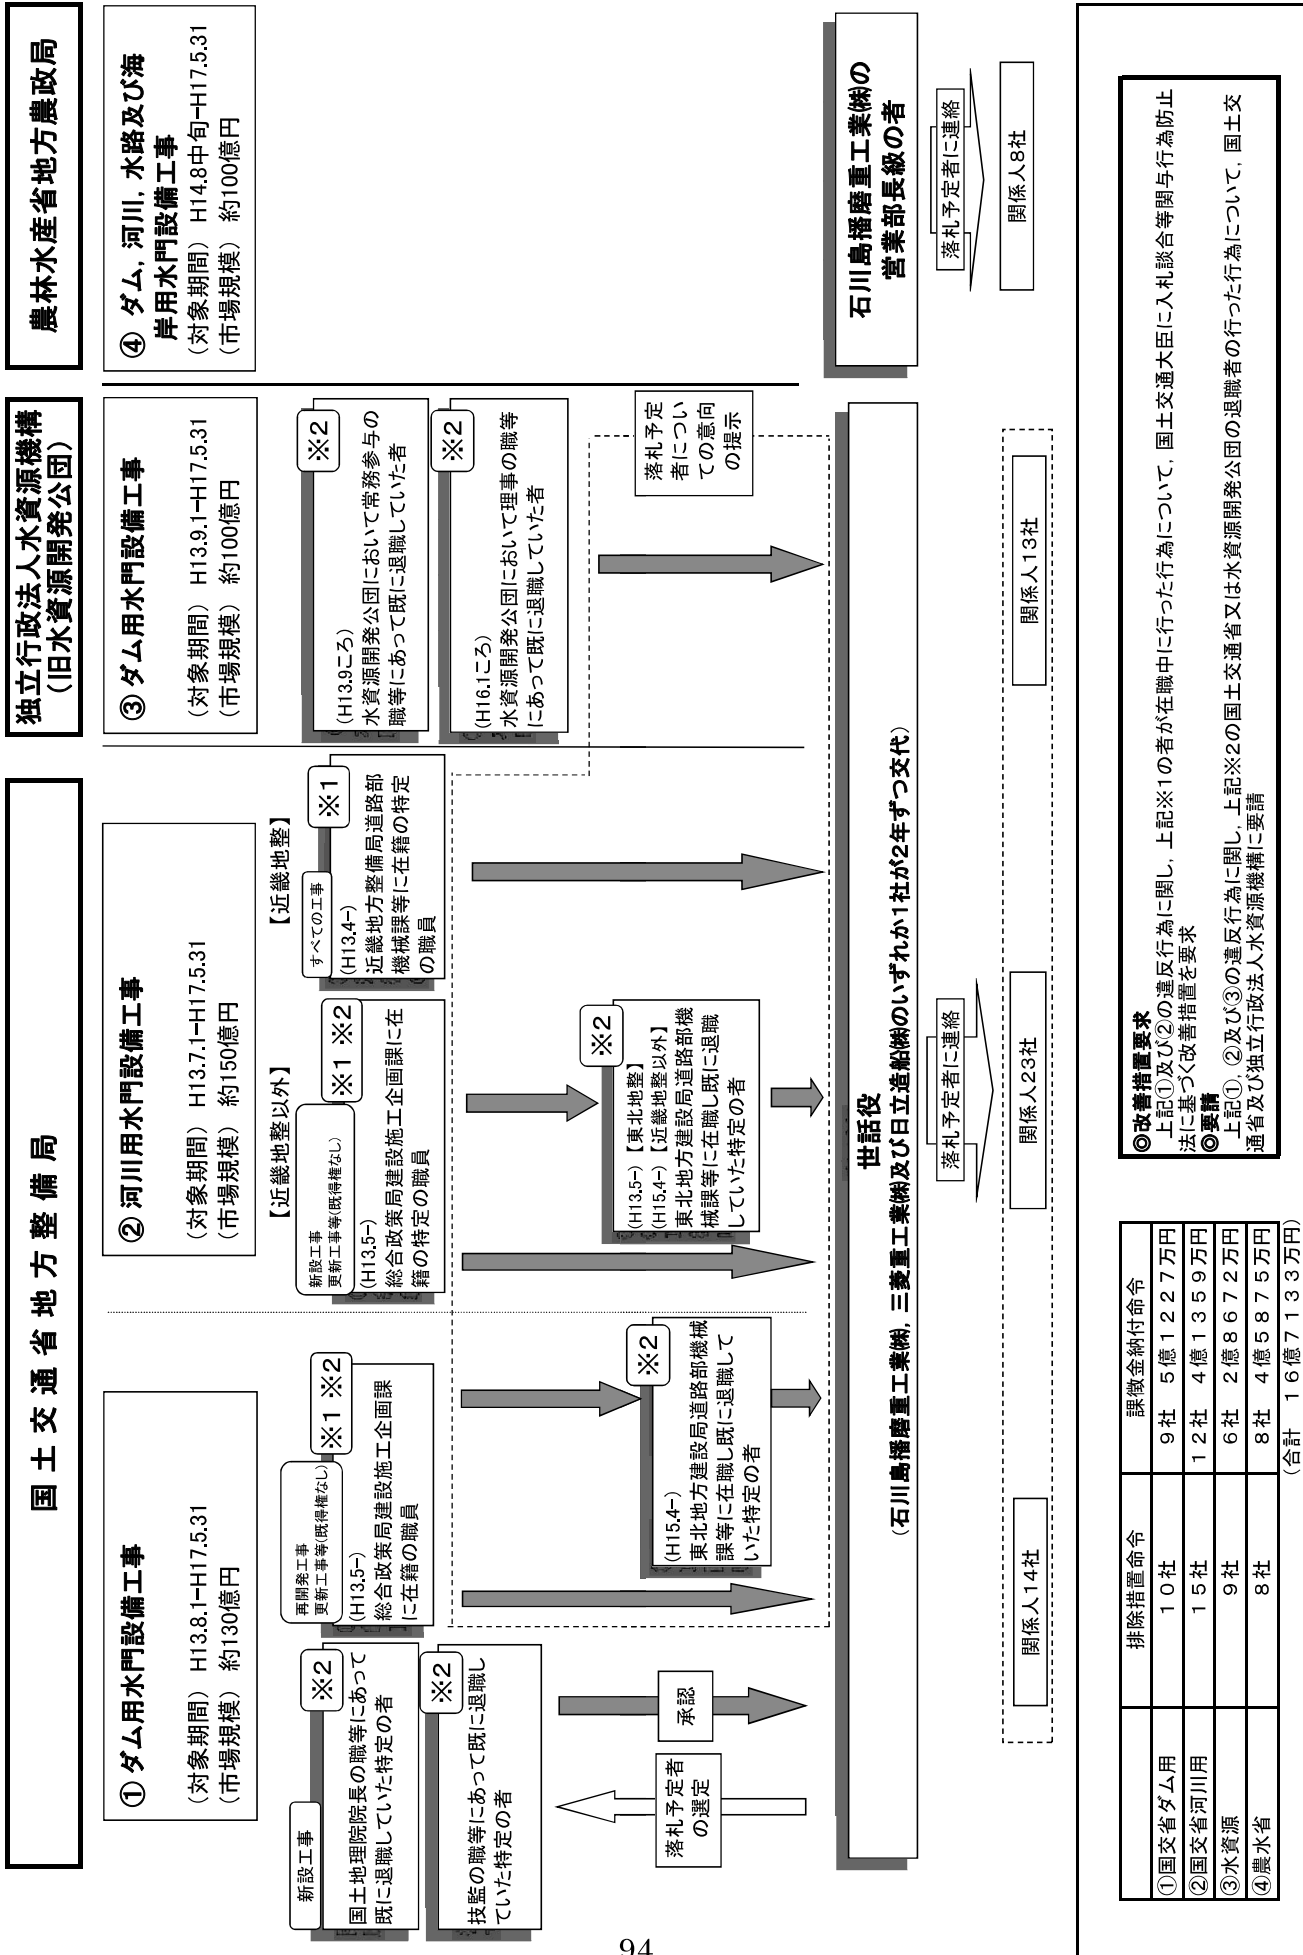 国土交通省地方整備局
独立行政法人水資源機構
（旧水資源開発公団）
農林水産省地方農政局
①ダム用水門設備工事
（対象期間） H13.8.1－H17.5.31
（市場規模） 約130億円
②河川用水門設備工事
（対象期間） H13.7.1－H17.5.31
（市場規模） 約150億円
③ダム用水門設備工事
（対象期間） H13.9.1－H17.5.31
（市場規模） 約100億円
④ ダム，河川，水路及び海
岸用水門設備工事
（対象期間） H14.8中旬－H17.5.31
（市場規模） 約100億円
新設工事
※2
国土地理院院長の職等にあって
既に退職していた特定の者
※2
技監の職等にあって既に退職し
ていた特定の者
落札予定者
の選定
承認
再開発工事
更新工事等(既得権なし)
※1 ※2
(H13.5-)
総合政策局建設施工企画課
に在籍の職員
※2
(H15.4-)
東北地方建設局道路部機械
課等に在職し既に退職して
いた特定の者
【近畿地整以外】
新設工事
更新工事等(既得権なし)
※1 ※2
(H13.5-)
総合政策局建設施工企画課に在
籍の特定の職員
※2
(H13.5-)【東北地整】
(H15.4-)【近畿地整以外】
東北地方建設局道路部機
械課等に在職し既に退職
していた特定の者
【近畿地整】
すべての工事
※1
(H13.4-)
近畿地方整備局道路部
機械課等に在籍の特定
の職員
※2
(H13.9ころ)
水資源開発公団において常務参与の
職等にあって既に退職していた者
※2
(H16.1ころ)
水資源開発公団において理事の職等
にあって既に退職していた者
落札予定
者につい
ての意向
の提示
世話役
（石川島播磨重工業㈱，三菱重工業㈱及び日立造船㈱のいずれか１社が２年ずつ交代）
石川島播磨重工業㈱の
営業部長級の者
落札予定者に連絡
落札予定者に連絡
関係人14社
関係人23社
関係人13社
関係人8社
排除措置命令 課徴金納付命令
①国交省ダム用 １０社 ９社 ５億１２２７万円
②国交省河川用 １５社 １２社 ４億１３５９万円
③水資源 ９社 ６社 ２億８６７２万円
④農水省 ８社 ８社 ４億５８７５万円
（合計 １６億７１３３万円）
◎改善措置要求
上記①及び②の違反行為に関し，上記※１の者が在職中に行った行為について，国土交通大臣に入札談合等関与行為防止
法に基づく改善措置を要求
◎要請
上記①，②及び③の違反行為に関し，上記※２の国土交通省又は水資源開発公団の退職者の行った行為について，国土交
通省及び独立行政法人水資源機構に要請
94